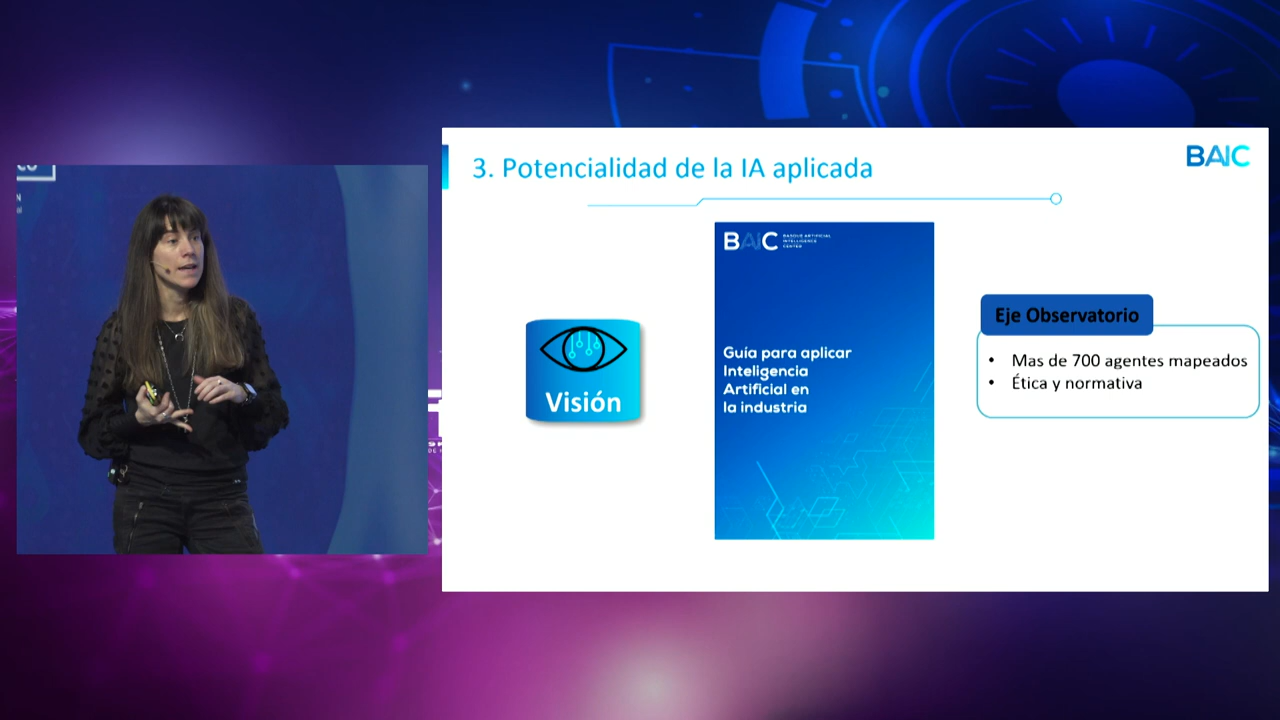 3. Potencialidad de la IA aplicada
BAIC
BAIC
BASQUE ARTIFICIAL
INTELLIGENCE
CENTER
Visión
Guía para aplicar
Inteligencia
Artificial en
la industria
Eje Observatorio
• Mas de 700 agentes mapeados
• Ética y normativa